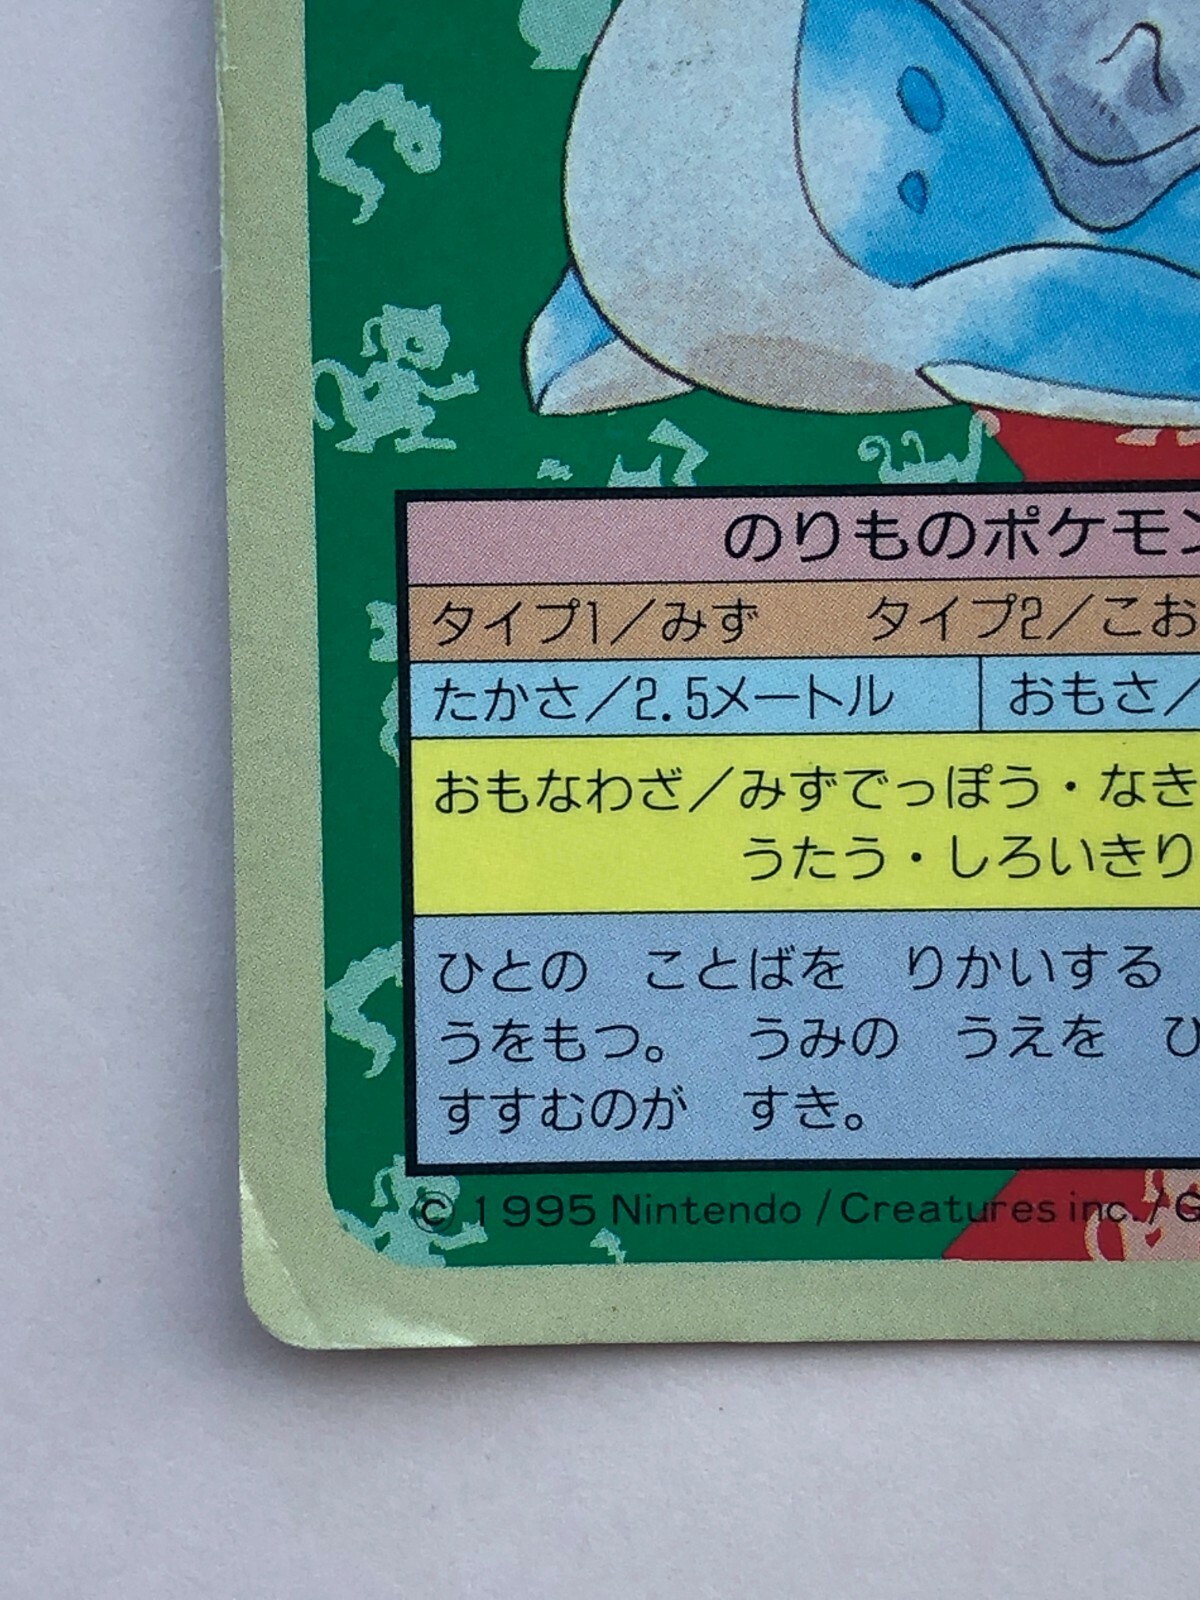 のりものポケモン
タイプ1／みず　タイプ2／こお
たかさ／2.5メートル　おもさ／
おもなわざ／みずでっぽう・なき
うたう・しろいきり
ひとの　ことばを　りかいする
うをもつ。　うみの　うえを　ひ
すすむのが　すき。
© 1995 Nintendo / Creatures inc. / G